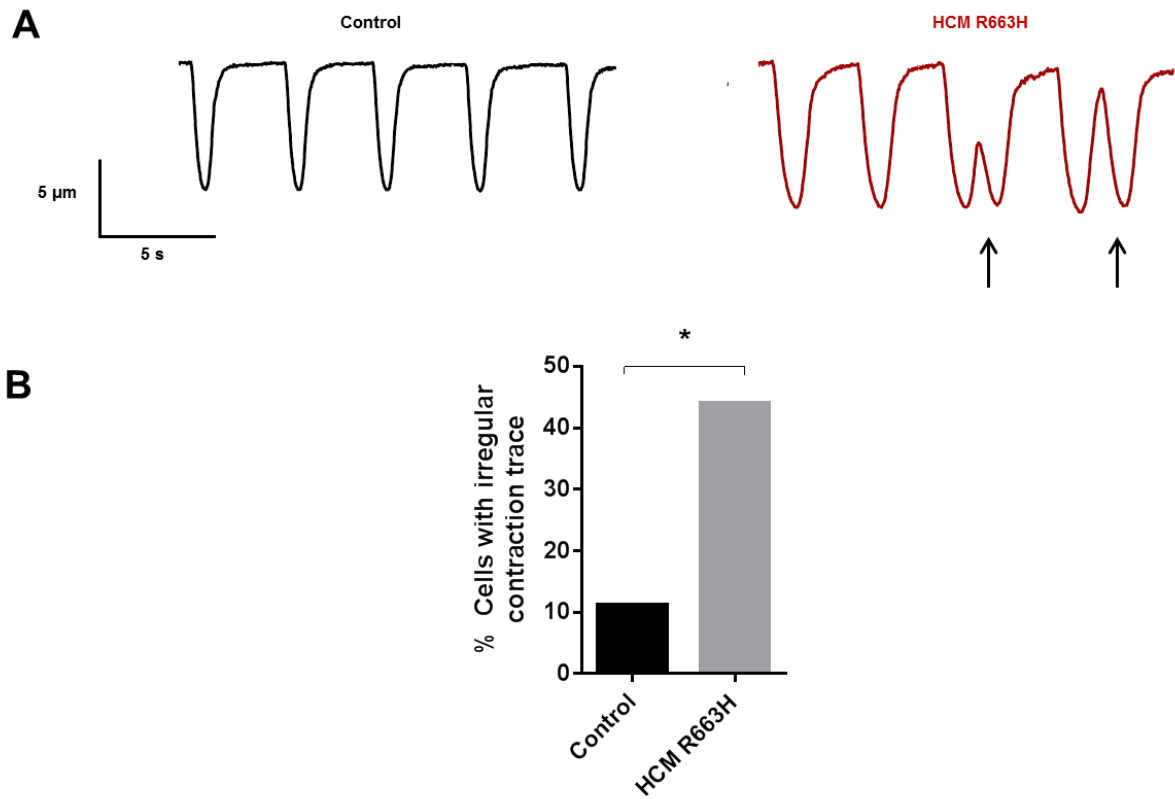 A
Control
HCM R663H
5 µm
5 s
B
*
50
40
30
20
10
0
% Cells with irregular
contraction trace
Control
HCM R663H